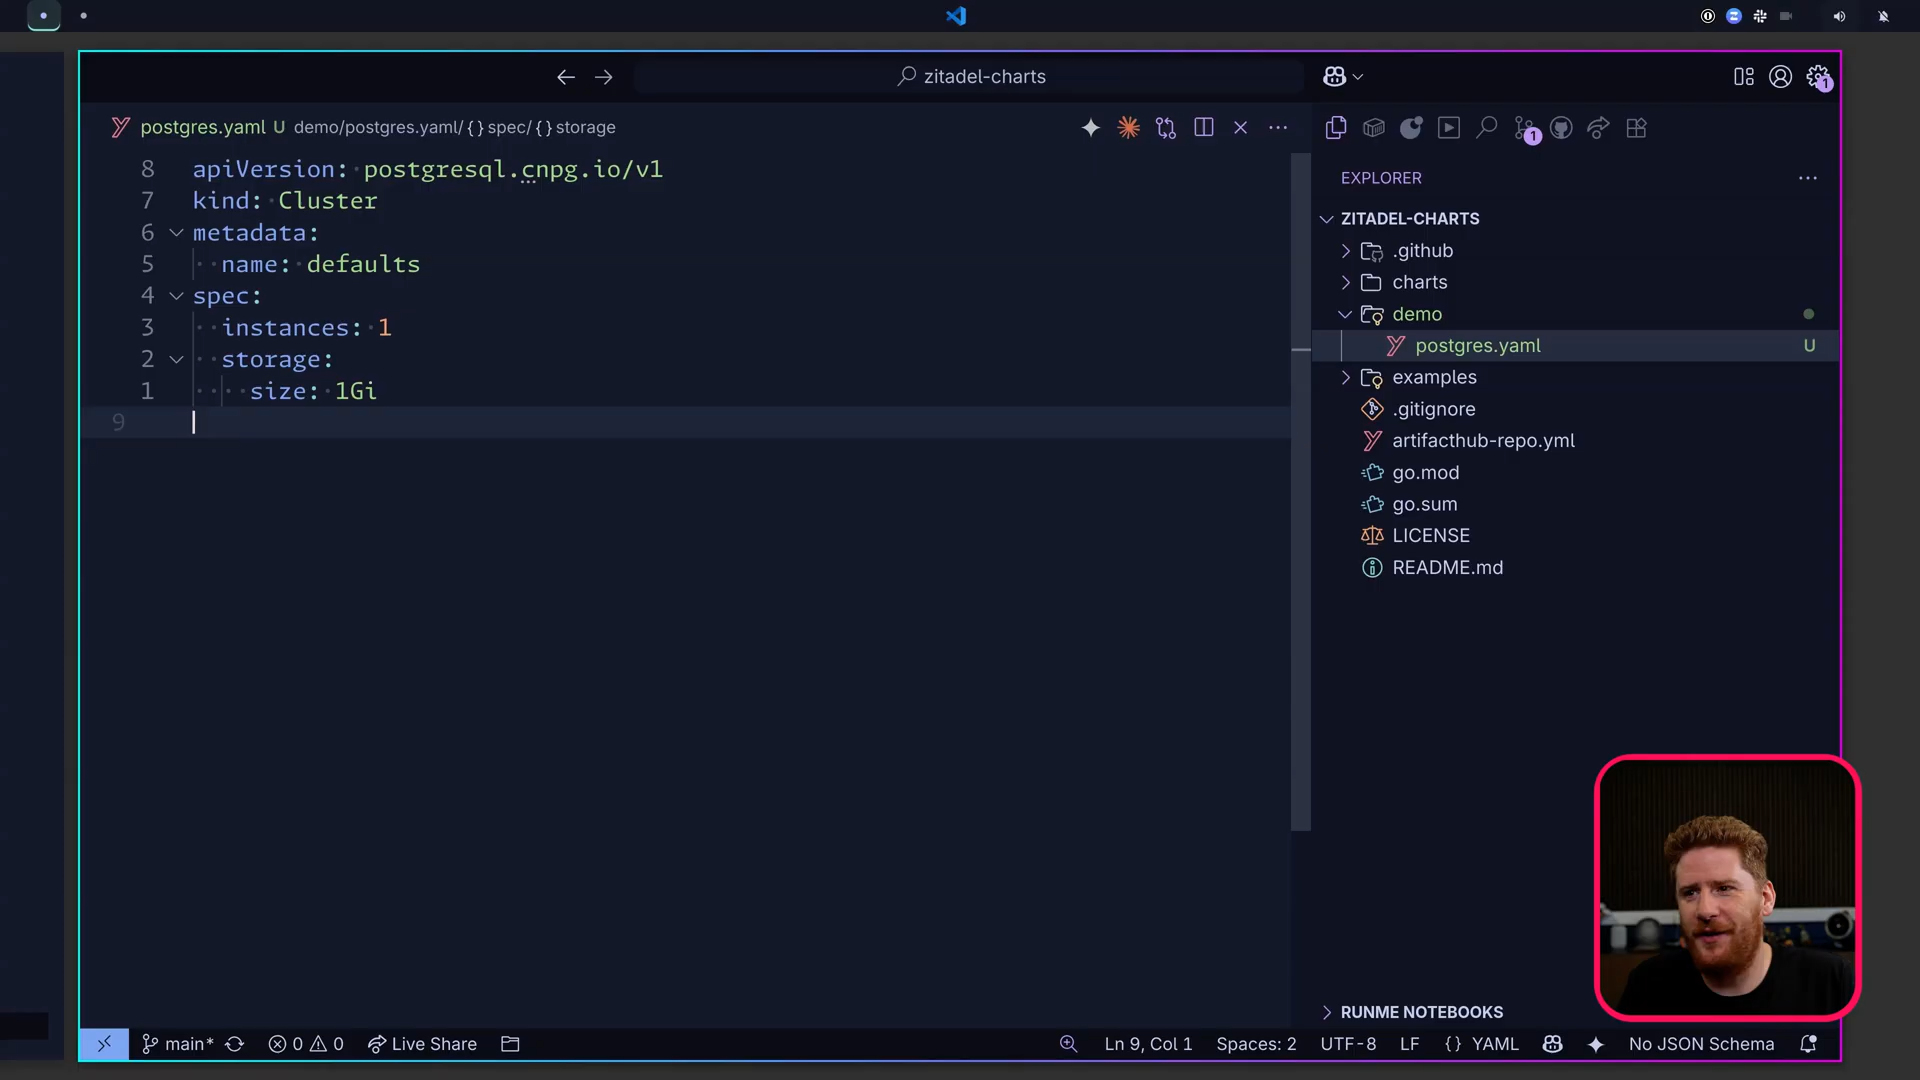 zitadel-charts
1
postgres.yaml U demo/postgres.yaml/{}spec/{}storage
1
8 apiVersion: postgresql.cnpg.io/v1
7 kind: Cluster
6 metadata:
5 name: defaults
4 spec:
3 instances: 1
2 storage:
1 size: 1Gi
9
EXPLORER
ZITADEL-CHARTS
.github
charts
demo
postgres.yaml U
examples
.gitignore
artifacthub-repo.yml
go.mod
go.sum
LICENSE
README.md
RUNME NOTEBOOKS
main* 0 0 Live Share Ln 9, Col 1 Spaces: 2 UTF-8 LF {} YAML No JSON Schema